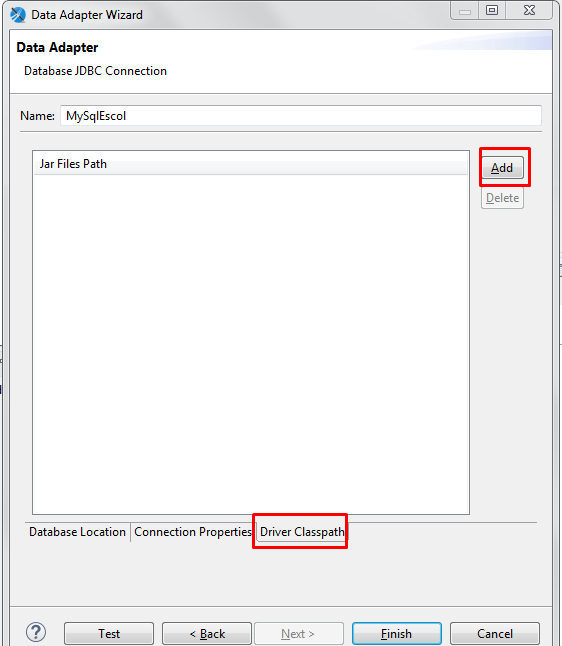 Data Adapter Wizard
Data Adapter
Database JDBC Connection
Name: MySqlEscol
Jar Files Path
Add
Delete
Database Location Connection Properties Driver Classpath
? Test < Back Next > Finish Cancel